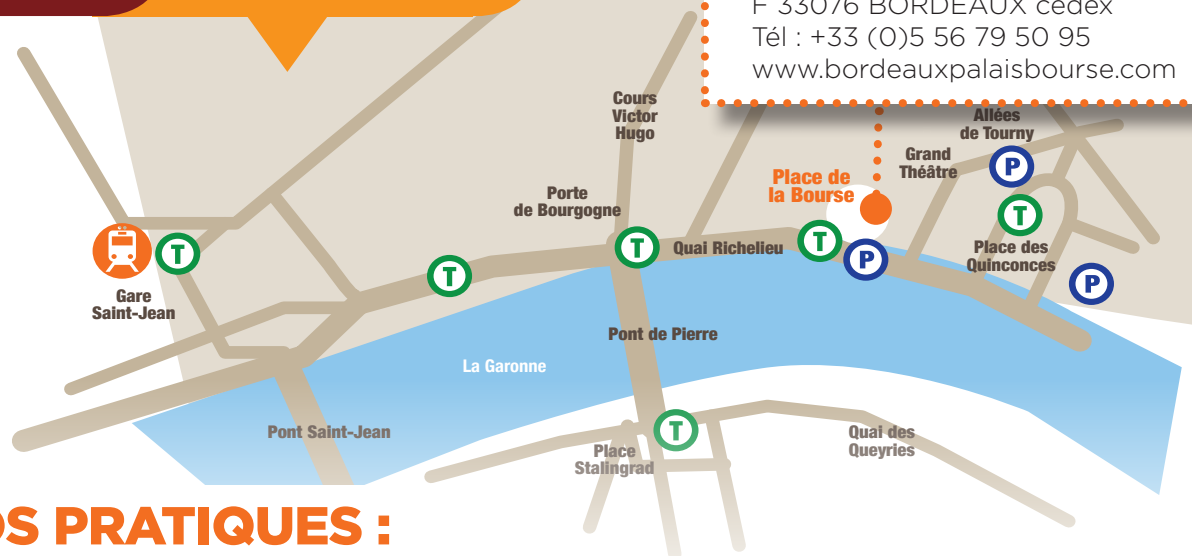 F 33076 BORDEAUX cedex
Tél : +33 (0)5 56 79 50 95
www.bordeauxpalaisbourse.com
Cours
Victor
Hugo
Allées
de Tourny
Grand
Théâtre
P
Place de
la Bourse
Porte
de Bourgogne
T
T
T
Quai Richelieu
T
P
T
Place des
Quinconces
P
Gare
Saint-Jean
Pont de Pierre
La Garonne
Pont Saint-Jean
T
Place
Stalingrad
Quai des
Queyries
OS PRATIQUES :